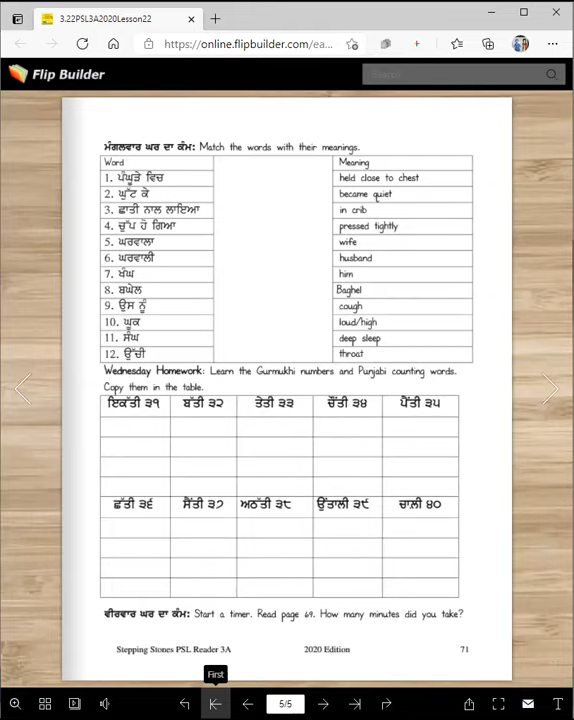 3.22PSL3A2020Lesson22
https://online.flipbuilder.com/ea...
Flip Builder
Search
ਮੰਗਲਵਾਰ ਘਰ ਦਾ ਕੰਮ: Match the words with their meanings.
Word Meaning
1. ਪੰਘੂੜੇ ਵਿਚ held close to chest
2. ਘੁੱਟ ਕੇ became quiet
3. ਛਾਤੀ ਨਾਲ ਲਾਇਆ in crib
4. ਚੁੱਪ ਹੋ ਗਿਆ pressed tightly
5. ਘਰਵਾਲਾ wife
6. ਘਰਵਾਲੀ husband
7. ਖੰਘ him
8. ਬਘੇਲ Baghel
9. ਉਸ ਨੂੰ cough
10. ਘੂਕ loud/high
11. ਸੰਘ deep sleep
12. ਉੱਚੀ throat
Wednesday Homework: Learn the Gurmukhi numbers and Punjabi counting words.
Copy them in the table.
ਇਕੱਤੀ ੩੧ ਬੱਤੀ ੩੨ ਤੇਤੀ ੩੩ ਚੌਂਤੀ ੩੪ ਪੈਂਤੀ ੩੫
ਛੱਤੀ ੩੬ ਸੈਂਤੀ ੩੭ ਅਠੱਤੀ ੩੮ ਉੱਨਤਾਲੀ ੩੯ ਚਾਲ਼ੀ ੪੦
ਵੀਰਵਾਰ ਘਰ ਦਾ ਕੰਮ: Start a timer. Read page 69. How many minutes did you take?
Stepping Stones PSL Reader 3A 2020 Edition 71
First
5/5